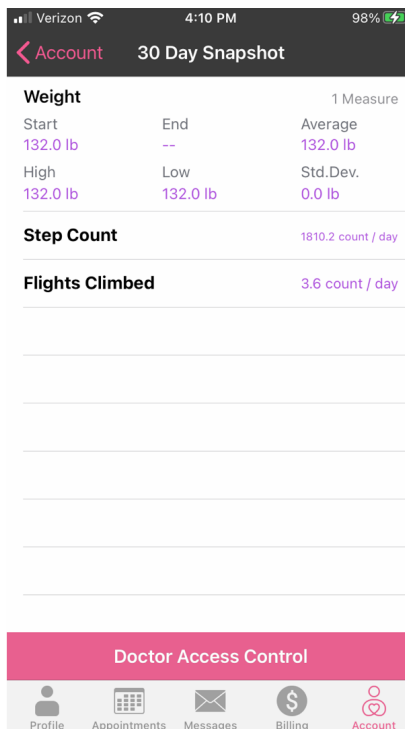 Verizon 4:10 PM 98%
Account 30 Day Snapshot
Weight 1 Measure
Start End Average
132.0 lb -- 132.0 lb
High Low Std.Dev.
132.0 lb 132.0 lb 0.0 lb
Step Count 1810.2 count / day
Flights Climbed 3.6 count / day
Doctor Access Control
Profile Appointments Messages Billing Account